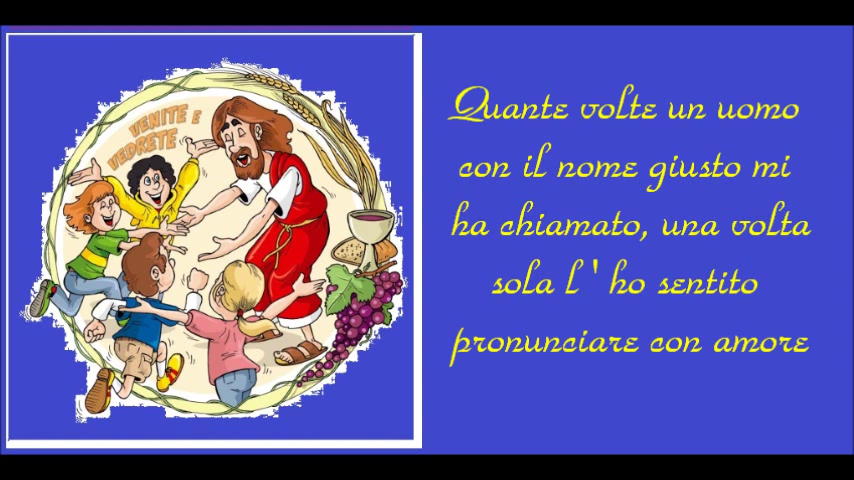 VENITE E
VEDRETE
Quante volte un uomo
con il nome giusto mi
ha chiamato, una volta
sola l ' ho sentito
pronunciare con amore